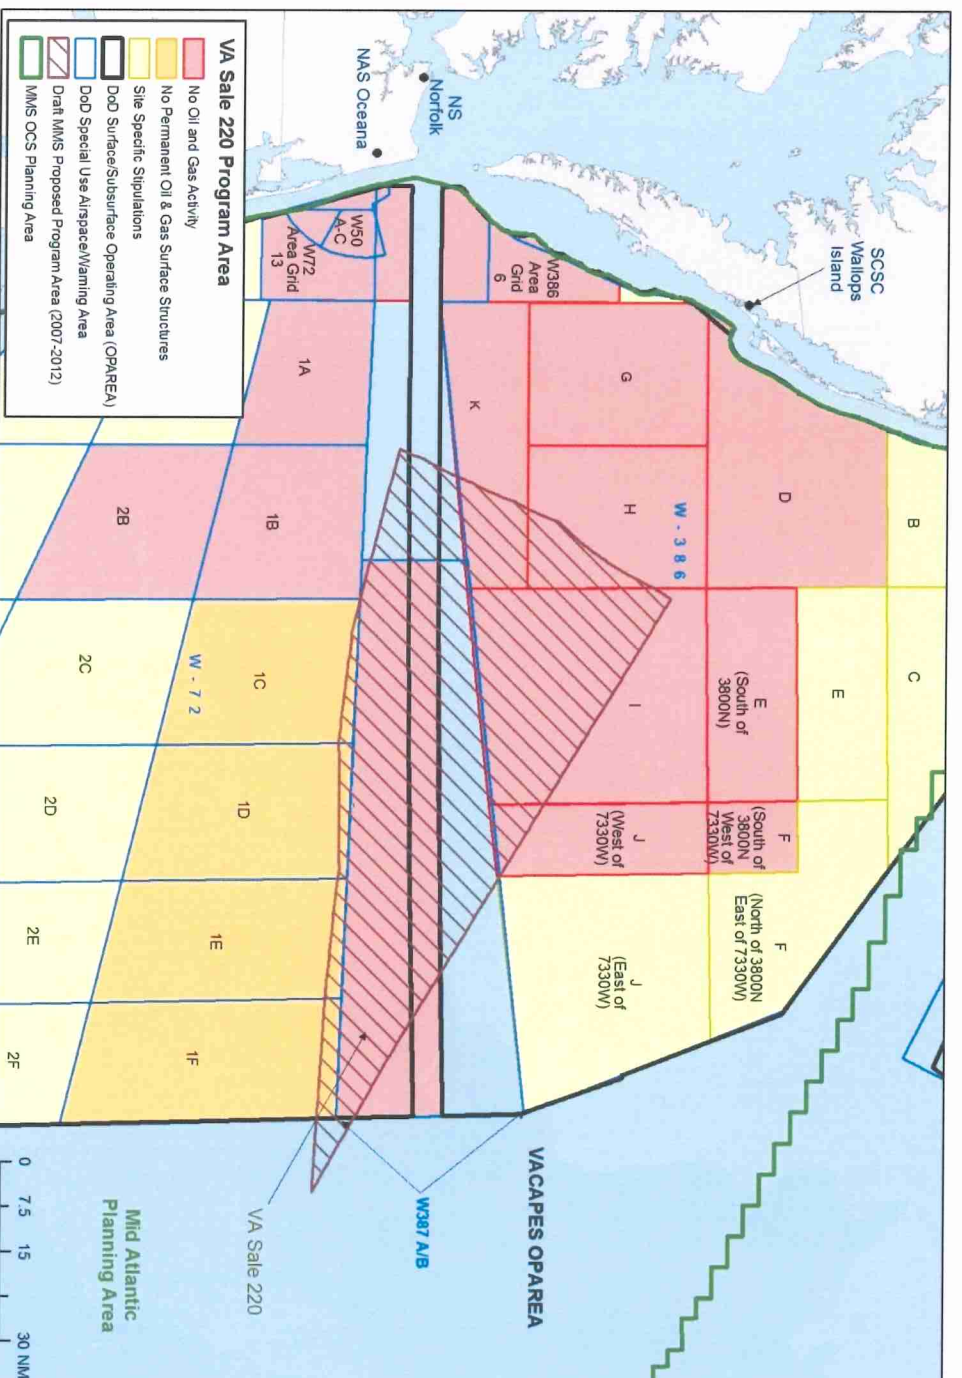 VA Sale 220 Program Area
No Oil and Gas Activity
No Permanent Oil & Gas Surface Structures
Site Specific Stipulations
DoD Surface/Subsurface Operating Area (OPAREA)
DoD Special Use Airspace/Warning Area
Draft MMS Proposed Program Area (2007-2012)
MMS OCS Planning Area
SCSC
Wallops
Island
NS
Norfolk
NAS Oceana
W386
Area
Grid
6
W50
A-C
W72
Area Grid
13
B
C
D
E
E
(South of
3800N)
F
(South of
3800N
West of
7330W)
F
(North of 3800N
East of 7330W)
G
H
W - 386
I
J
(West of
7330W)
J
(East of
7330W)
K
1A
1B
1C
1D
1E
1F
W - 72
2B
2C
2D
2E
2F
VACAPES OPAREA
W387 A/B
VA Sale 220
Mid Atlantic
Planning Area
0 7.5 15 30 NM